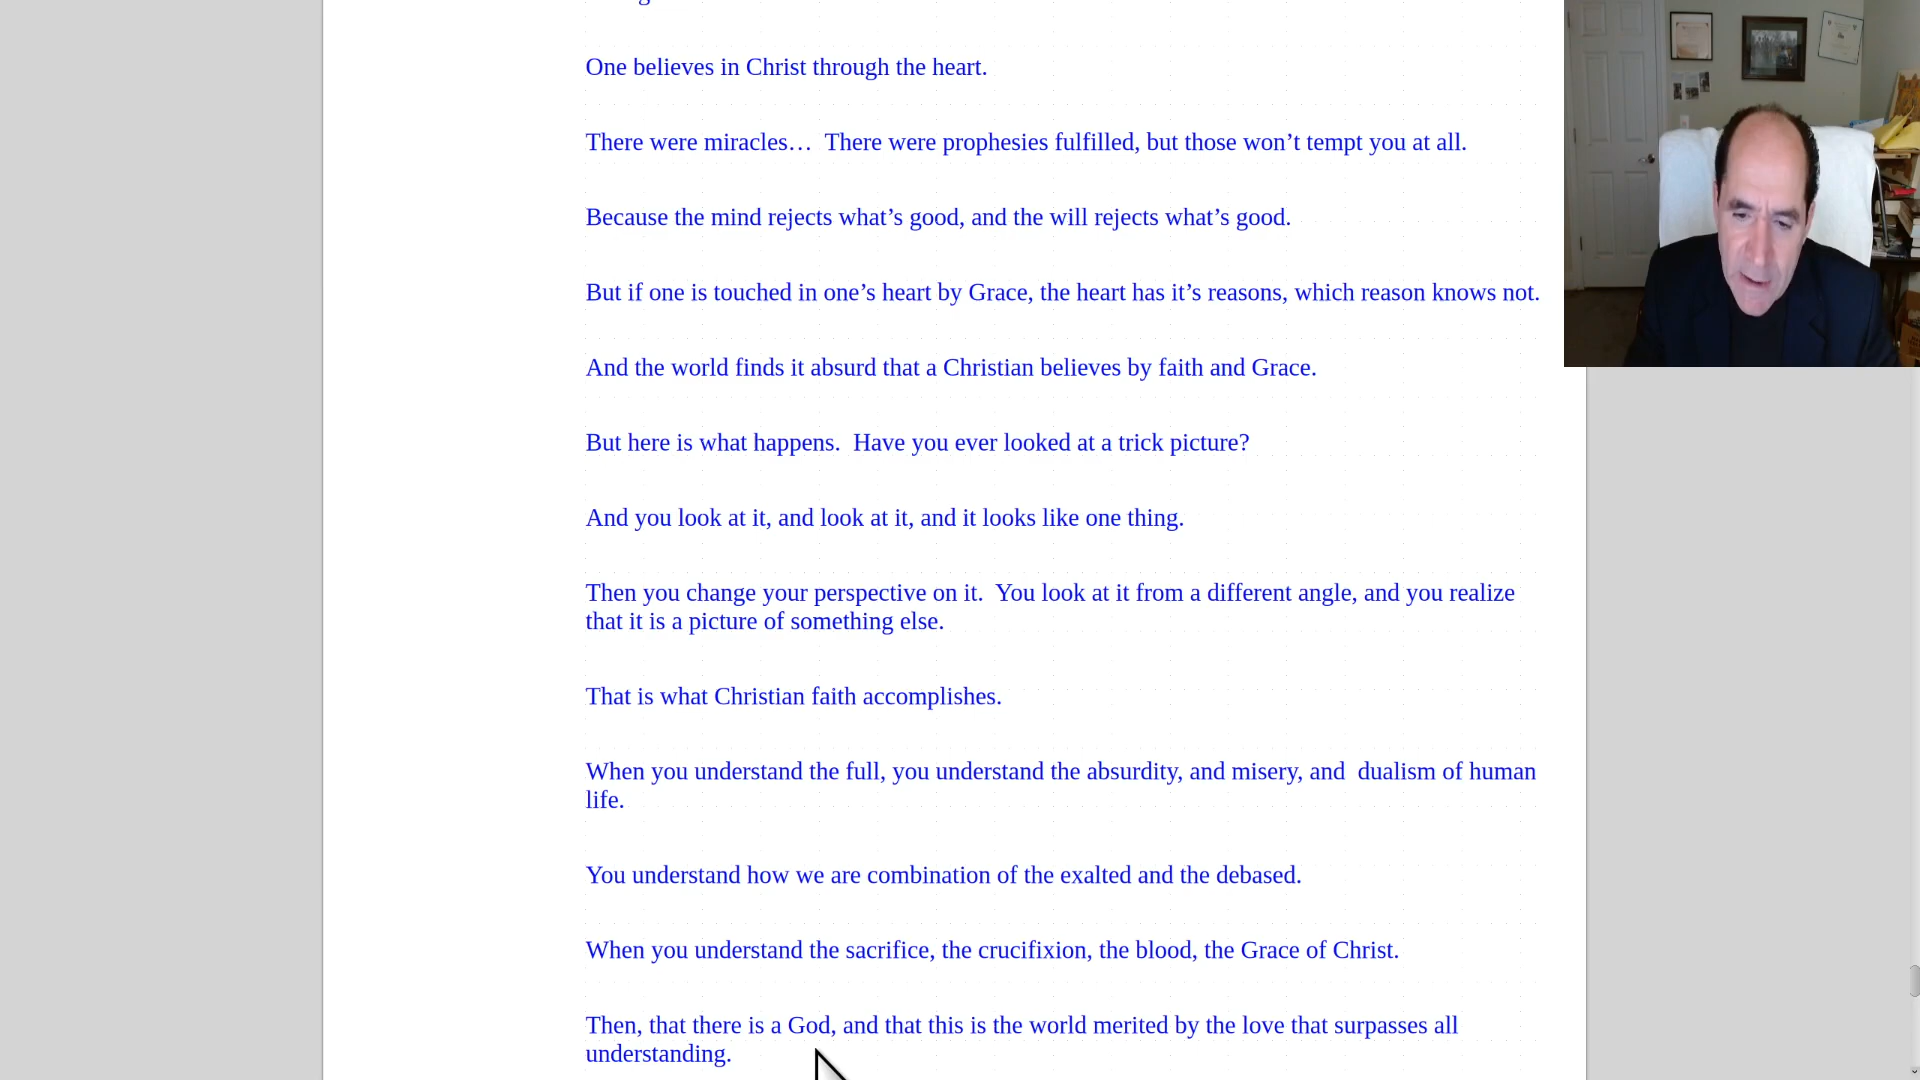 One believes in Christ through the heart.
There were miracles…  There were prophesies fulfilled, but those won’t tempt you at all.
Because the mind rejects what’s good, and the will rejects what’s good.
But if one is touched in one’s heart by Grace, the heart has it’s reasons, which reason knows not.
And the world finds it absurd that a Christian believes by faith and Grace.
But here is what happens.  Have you ever looked at a trick picture?
And you look at it, and look at it, and it looks like one thing.
Then you change your perspective on it.  You look at it from a different angle, and you realize
that it is a picture of something else.
That is what Christian faith accomplishes.
When you understand the full, you understand the absurdity, and misery, and  dualism of human
life.
You understand how we are combination of the exalted and the debased.
When you understand the sacrifice, the crucifixion, the blood, the Grace of Christ.
Then, that there is a God, and that this is the world merited by the love that surpasses all
understanding.